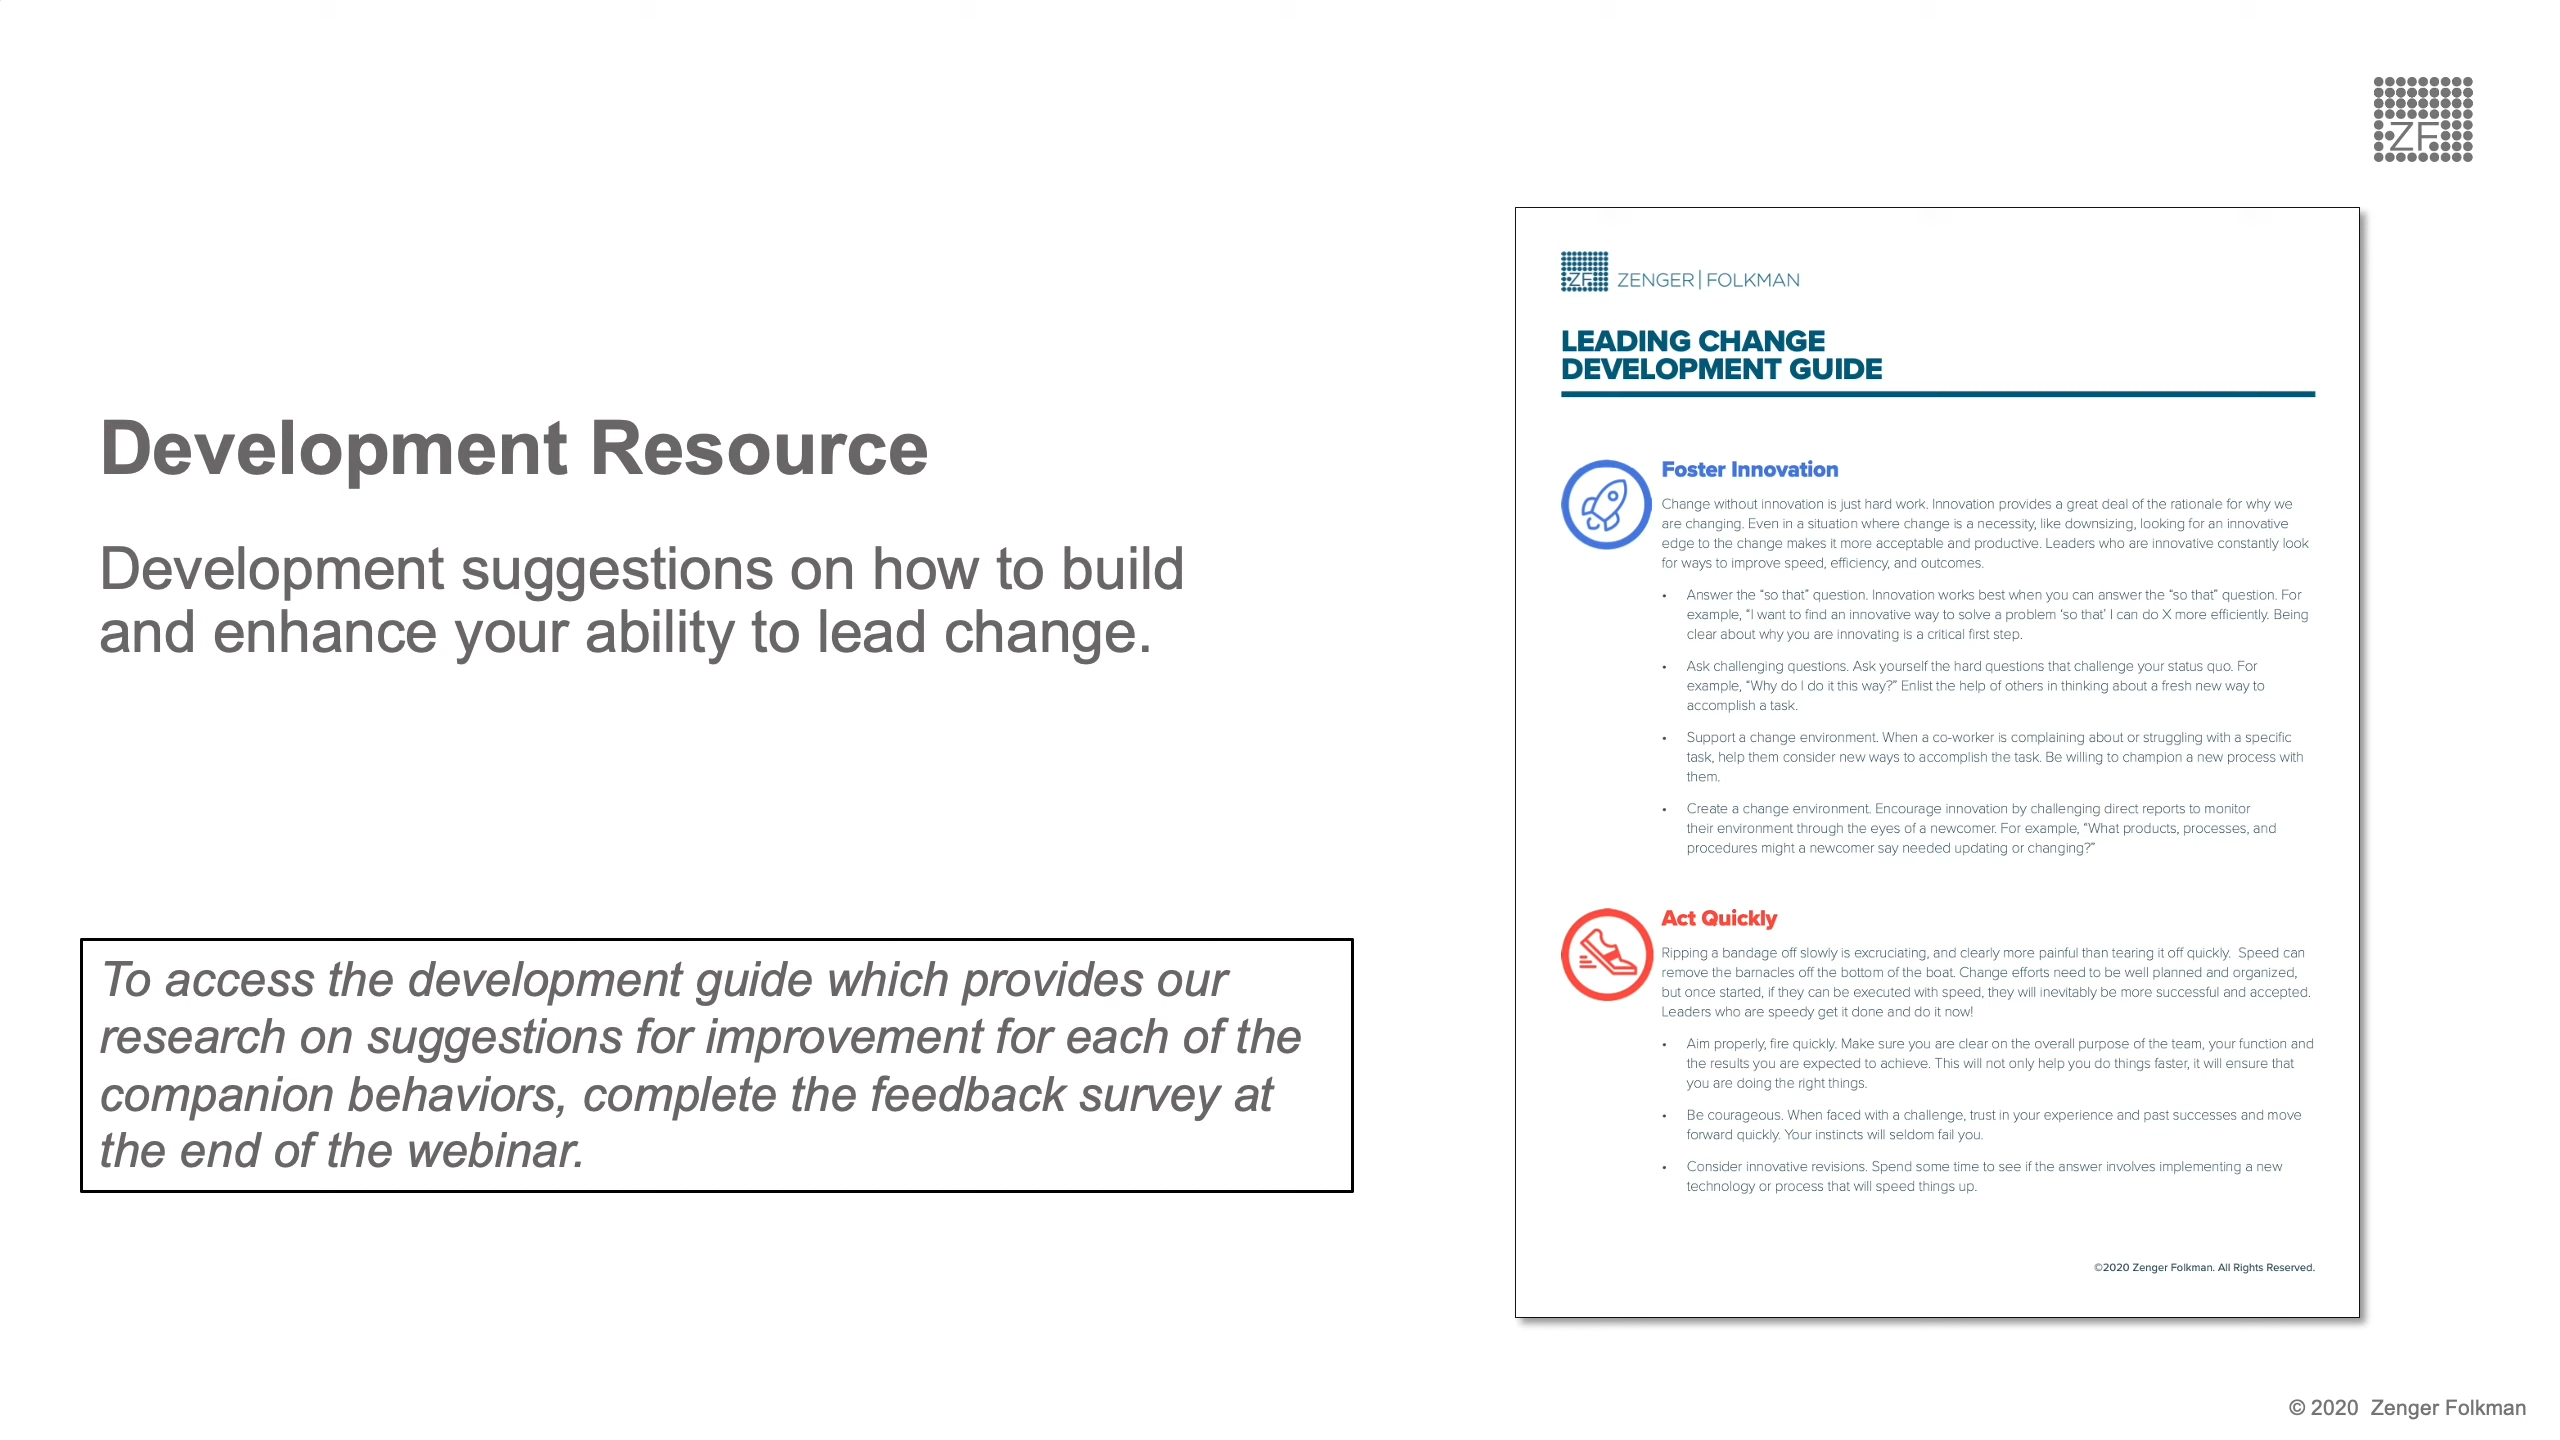 ZF
Development Resource
Development suggestions on how to build
and enhance your ability to lead change.
To access the development guide which provides our
research on suggestions for improvement for each of the
companion behaviors, complete the feedback survey at
the end of the webinar.
ZF ZENGER|FOLKMAN
LEADING CHANGE
DEVELOPMENT GUIDE
Foster Innovation
Change without innovation is just hard work. Innovation provides a great deal of the rationale for why we
are changing. Even in a situation where change is a necessity, like downsizing, looking for an innovative
edge to the change makes it more acceptable and productive. Leaders who are innovative constantly look
for ways to improve speed, efficiency, and outcomes.
• Answer the “so that” question. Innovation works best when you can answer the “so that” question. For
example, “I want to find an innovative way to solve a problem ‘so that’ I can do X more efficiently. Being
clear about why you are innovating is a critical first step.
• Ask challenging questions. Ask yourself the hard questions that challenge your status quo. For
example, “Why do I do it this way?” Enlist the help of others in thinking about a fresh new way to
accomplish a task.
• Support a change environment. When a co-worker is complaining about or struggling with a specific
task, help them consider new ways to accomplish the task. Be willing to champion a new process with
them.
• Create a change environment. Encourage innovation by challenging direct reports to monitor
their environment through the eyes of a newcomer. For example, “What products, processes, and
procedures might a newcomer say needed updating or changing?”
Act Quickly
Ripping a bandage off slowly is excruciating, and clearly more painful than tearing it off quickly. Speed can
remove the barnacles off the bottom of the boat. Change efforts need to be well planned and organized,
but once started, if they can be executed with speed, they will inevitably be more successful and accepted.
Leaders who are speedy get it done and do it now!
• Aim properly, fire quickly. Make sure you are clear on the overall purpose of the team, your function and
the results you are expected to achieve. This will not only help you do things faster, it will ensure that
you are doing the right things.
• Be courageous. When faced with a challenge, trust in your experience and past successes and move
forward quickly. Your instincts will seldom fail you.
• Consider innovative revisions. Spend some time to see if the answer involves implementing a new
technology or process that will speed things up.
©2020 Zenger Folkman. All Rights Reserved.
© 2020 Zenger Folkman